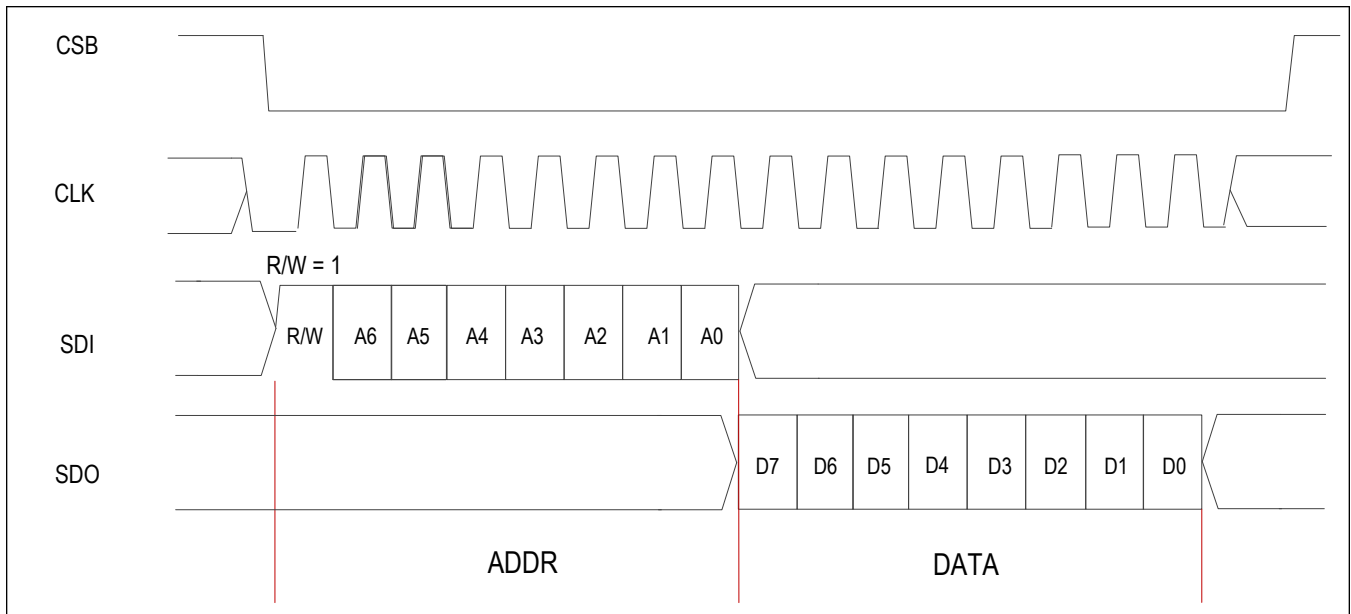 CSB
CLK
R/W = 1
SDI
R/W A6 A5 A4 A3 A2 A1 A0
SDO
D7 D6 D5 D4 D3 D2 D1 D0
ADDR DATA